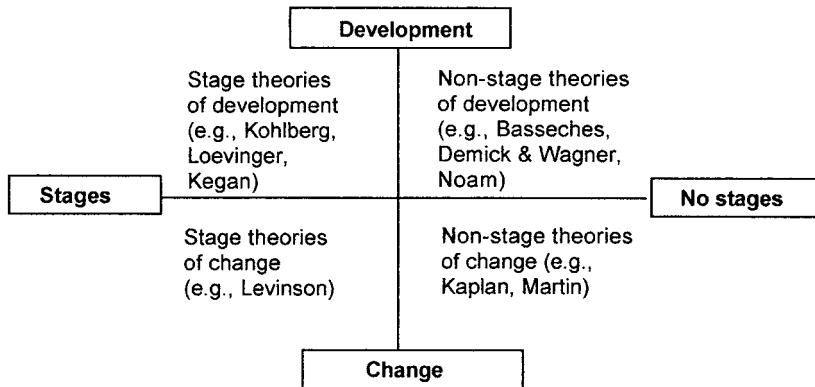 Development
Stage theories
of development
(e.g., Kohlberg,
Loevinger,
Kegan)
Non-stage theories
of development
(e.g., Basseches,
Demick & Wagner,
Noam)
Stages
No stages
Stage theories
of change
(e.g., Levinson)
Non-stage theories
of change (e.g.,
Kaplan, Martin)
Change